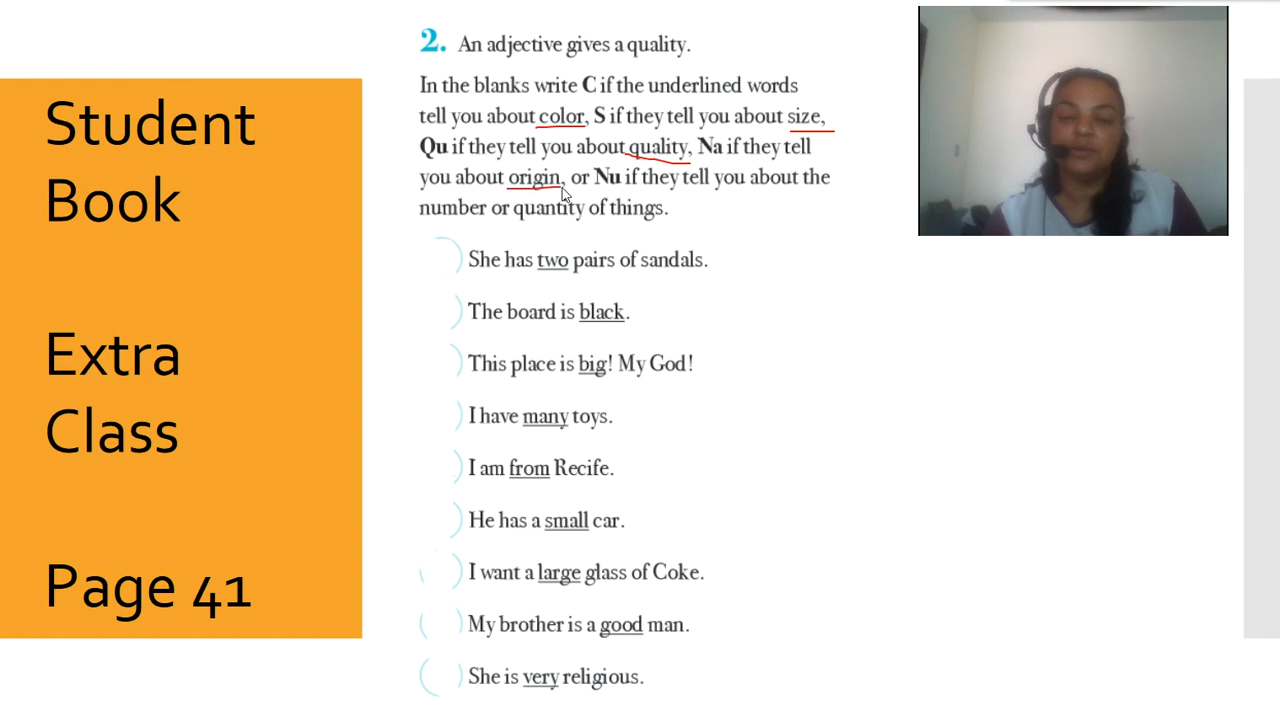 Student
Book
Extra
Class
Page 41
2. An adjective gives a quality.
In the blanks write C if the underlined words
tell you about color, S if they tell you about size,
Qu if they tell you about quality, Na if they tell
you about origin, or Nu if they tell you about the
number or quantity of things.
) She has two pairs of sandals.
) The board is black.
) This place is big! My God!
) I have many toys.
) I am from Recife.
) He has a small car.
( ) I want a large glass of Coke.
( ) My brother is a good man.
( ) She is very religious.